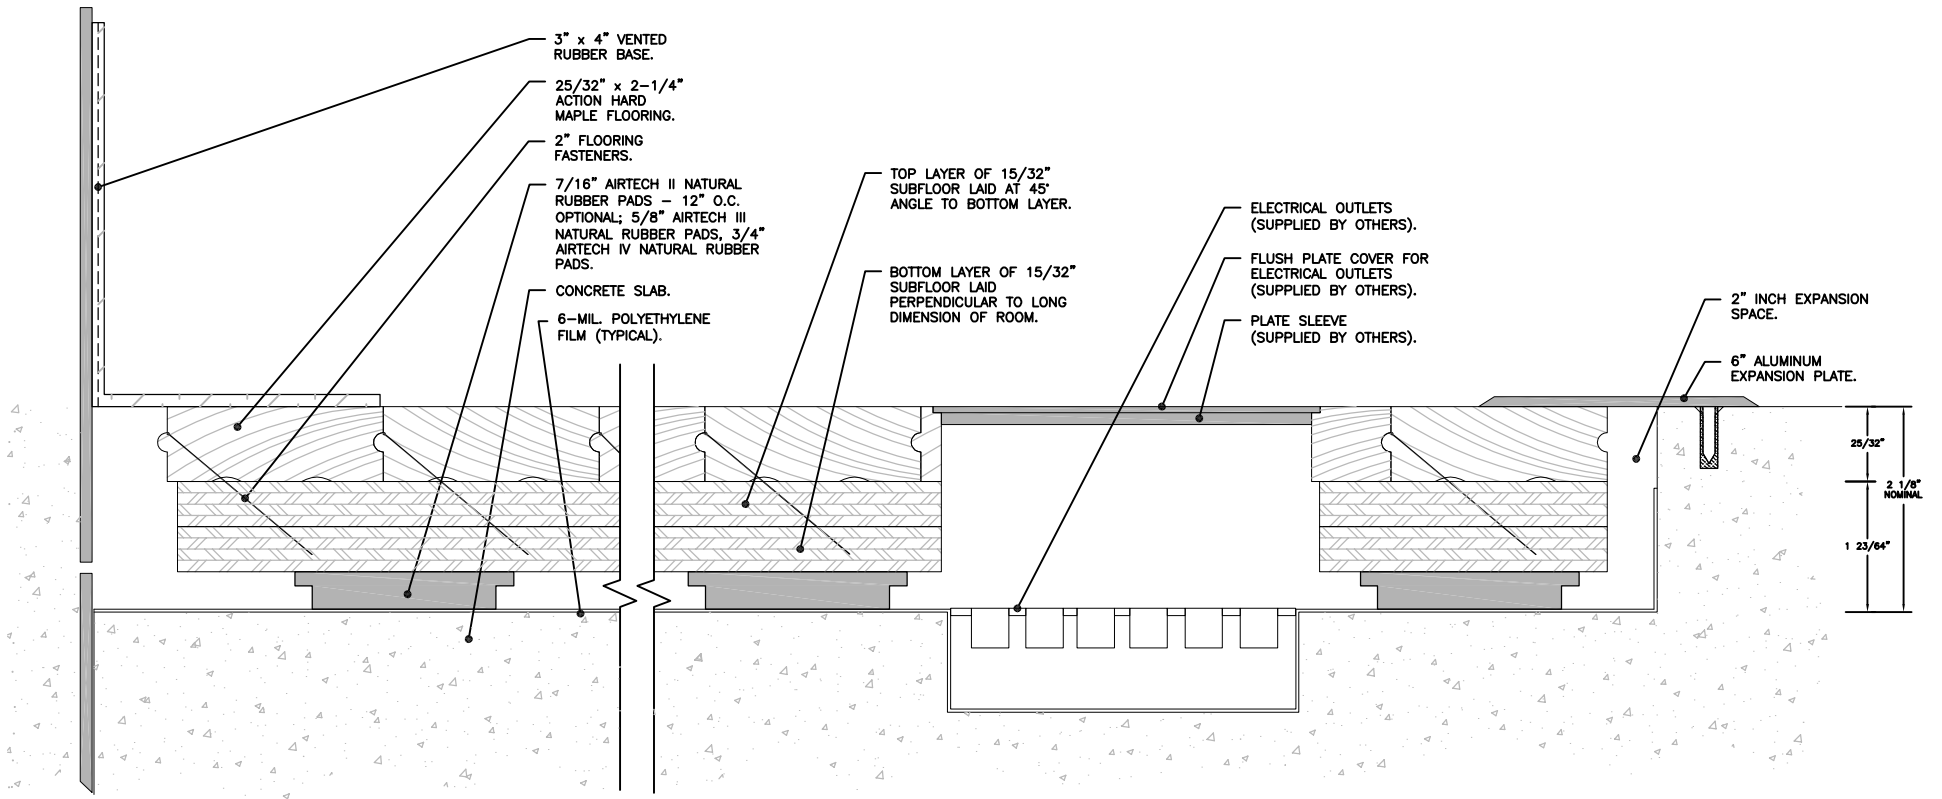 3" x 4" VENTED
RUBBER BASE.
25/32" x 2-1/4"
ACTION HARD
MAPLE FLOORING.
2" FLOORING
FASTENERS.
7/16" AIRTECH II NATURAL
RUBBER PADS - 12" O.C.
OPTIONAL; 5/8" AIRTECH III
NATURAL RUBBER PADS, 3/4"
AIRTECH IV NATURAL RUBBER
PADS.
CONCRETE SLAB.
6-MIL. POLYETHYLENE
FILM (TYPICAL).
TOP LAYER OF 15/32"
SUBFLOOR LAID AT 45°
ANGLE TO BOTTOM LAYER.
BOTTOM LAYER OF 15/32"
SUBFLOOR LAID
PERPENDICULAR TO LONG
DIMENSION OF ROOM.
ELECTRICAL OUTLETS
(SUPPLIED BY OTHERS).
FLUSH PLATE COVER FOR
ELECTRICAL OUTLETS
(SUPPLIED BY OTHERS).
PLATE SLEEVE
(SUPPLIED BY OTHERS).
2" INCH EXPANSION
SPACE.
6" ALUMINUM
EXPANSION PLATE.
25/32"
2 1/8"
NOMINAL
1 23/64"